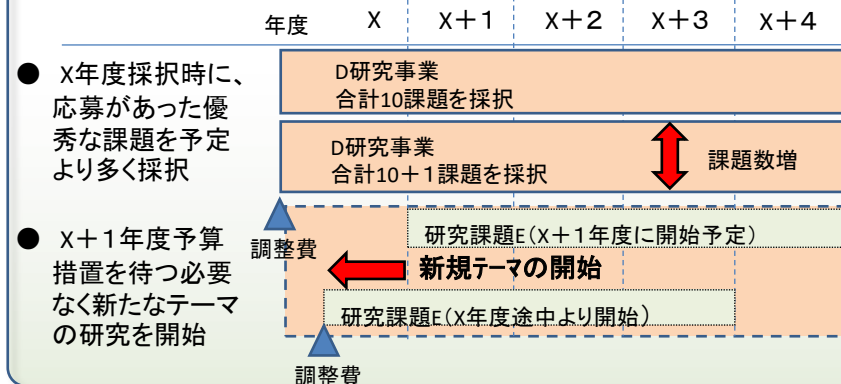 年度 X X+1 X+2 X+3 X+4
● X年度採択時に、
応募があった優
秀な課題を予定
より多く採択
D研究事業
合計10課題を採択
D研究事業
合計10+1課題を採択
課題数増
● X+1年度予算
措置を待つ必要
なく新たなテーマ
の研究を開始
調整費
研究課題E(X+1年度に開始予定)
新規テーマの開始
研究課題E(X年度途中より開始)
調整費